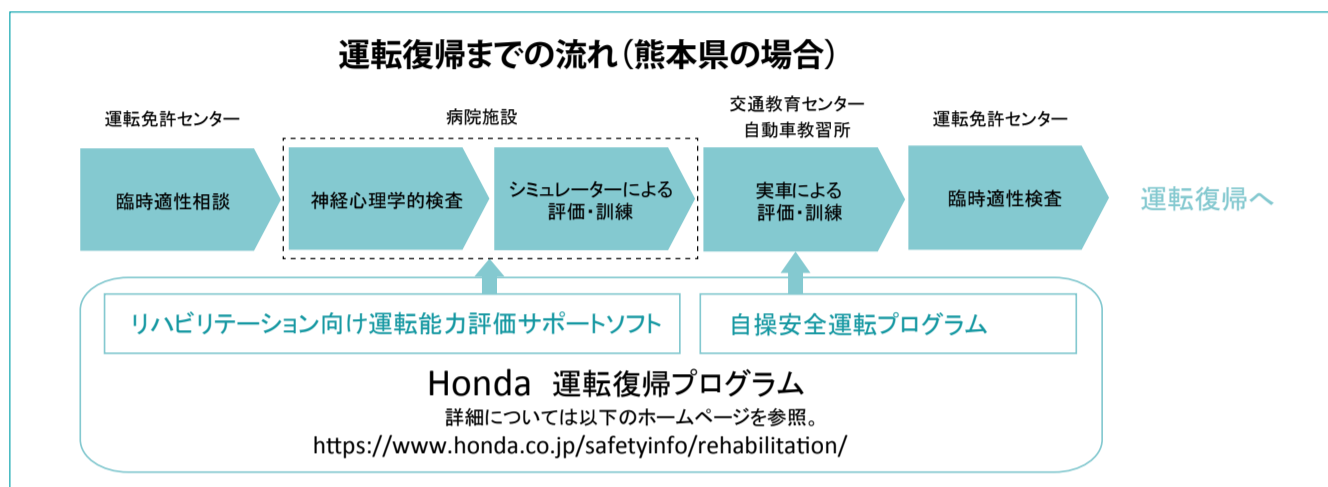 運転復帰までの流れ（熊本県の場合）
運転免許センター
病院施設
交通教育センター
自動車教習所
運転免許センター
臨時適性相談
神経心理学的検査
シミュレーターによる
評価・訓練
実車による
評価・訓練
臨時適性検査
運転復帰へ
リハビリテーション向け運転能力評価サポートソフト
自操安全運転プログラム
Honda 運転復帰プログラム
詳細については以下のホームページを参照。
https://www.honda.co.jp/safetyinfo/rehabilitation/